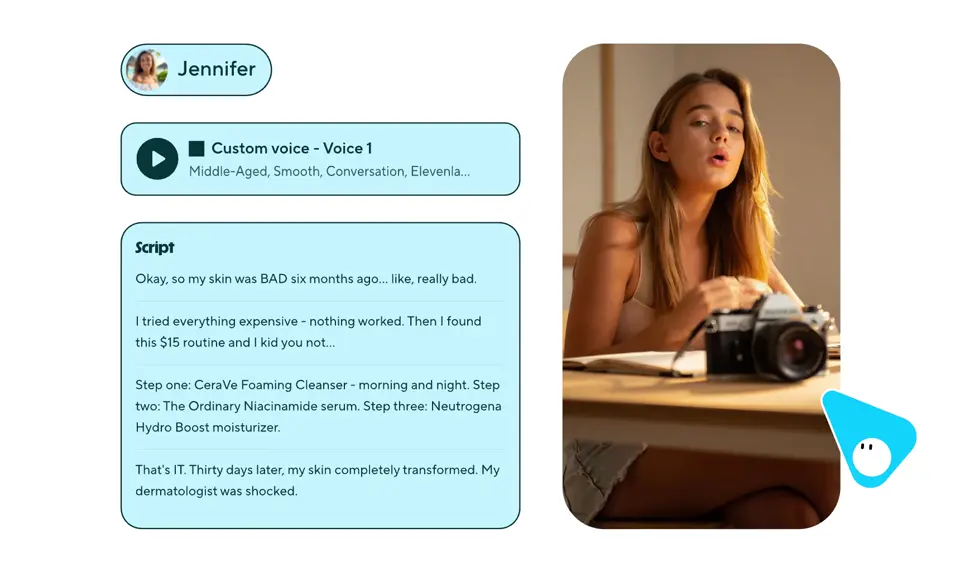 Jennifer
Custom voice - Voice 1
Middle-Aged, Smooth, Conversation, Elevenla...
Script
Okay, so my skin was BAD six months ago... like, really bad.
I tried everything expensive - nothing worked. Then I found
this $15 routine and I kid you not...
Step one: CeraVe Foaming Cleanser - morning and night. Step
two: The Ordinary Niacinamide serum. Step three: Neutrogena
Hydro Boost moisturizer.
That's IT. Thirty days later, my skin completely transformed. My
dermatologist was shocked.